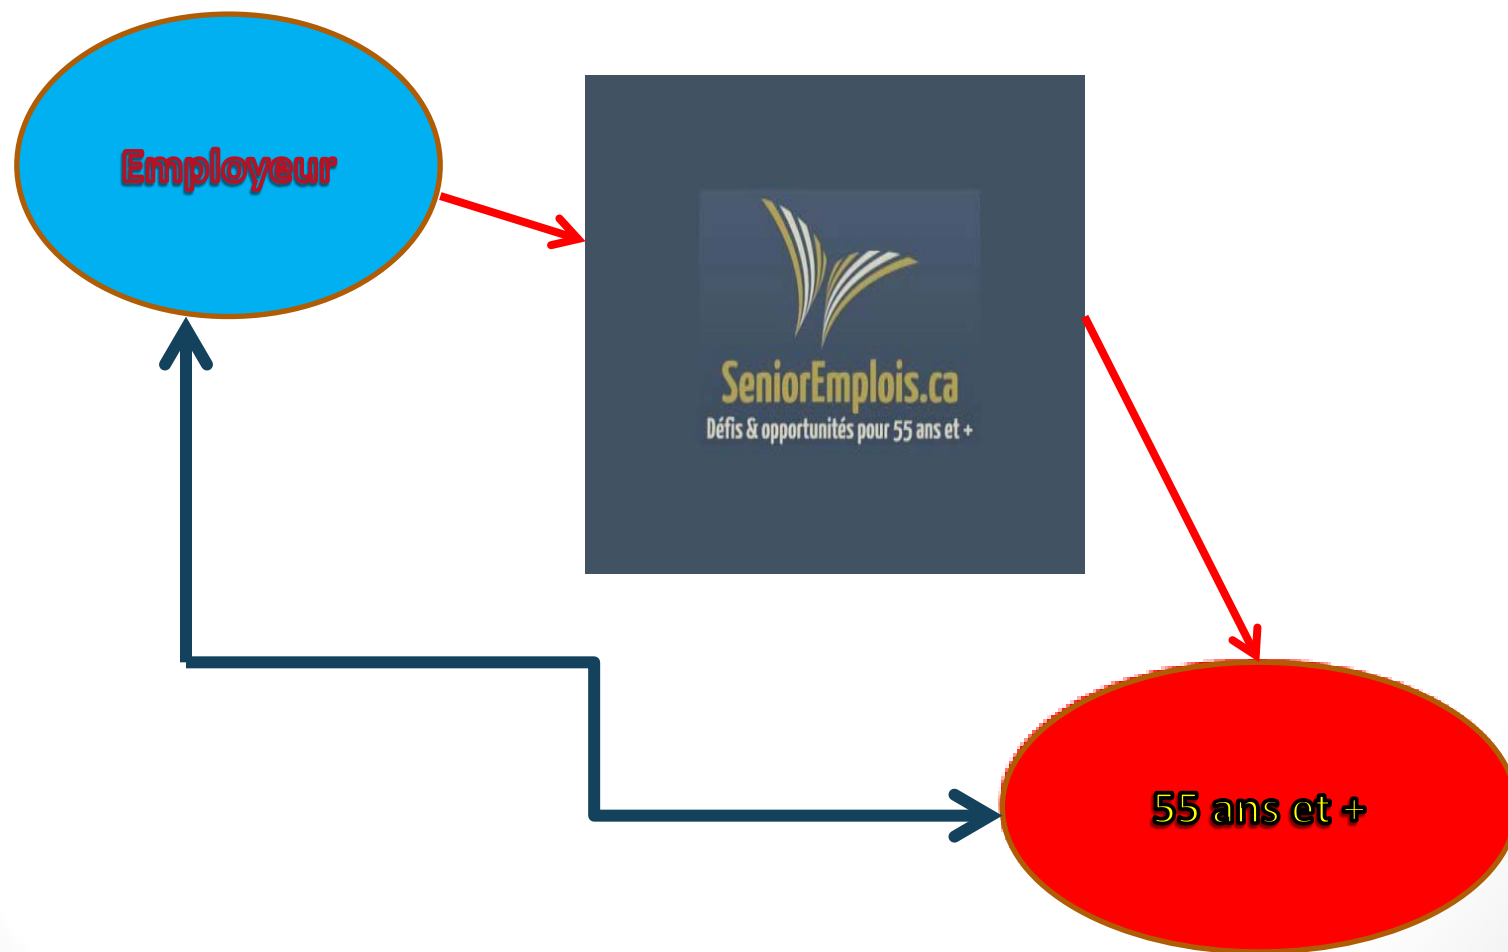 Employeur
SeniorEmplois.ca
Défis & opportunités pour 55 ans et +
55 ans et +